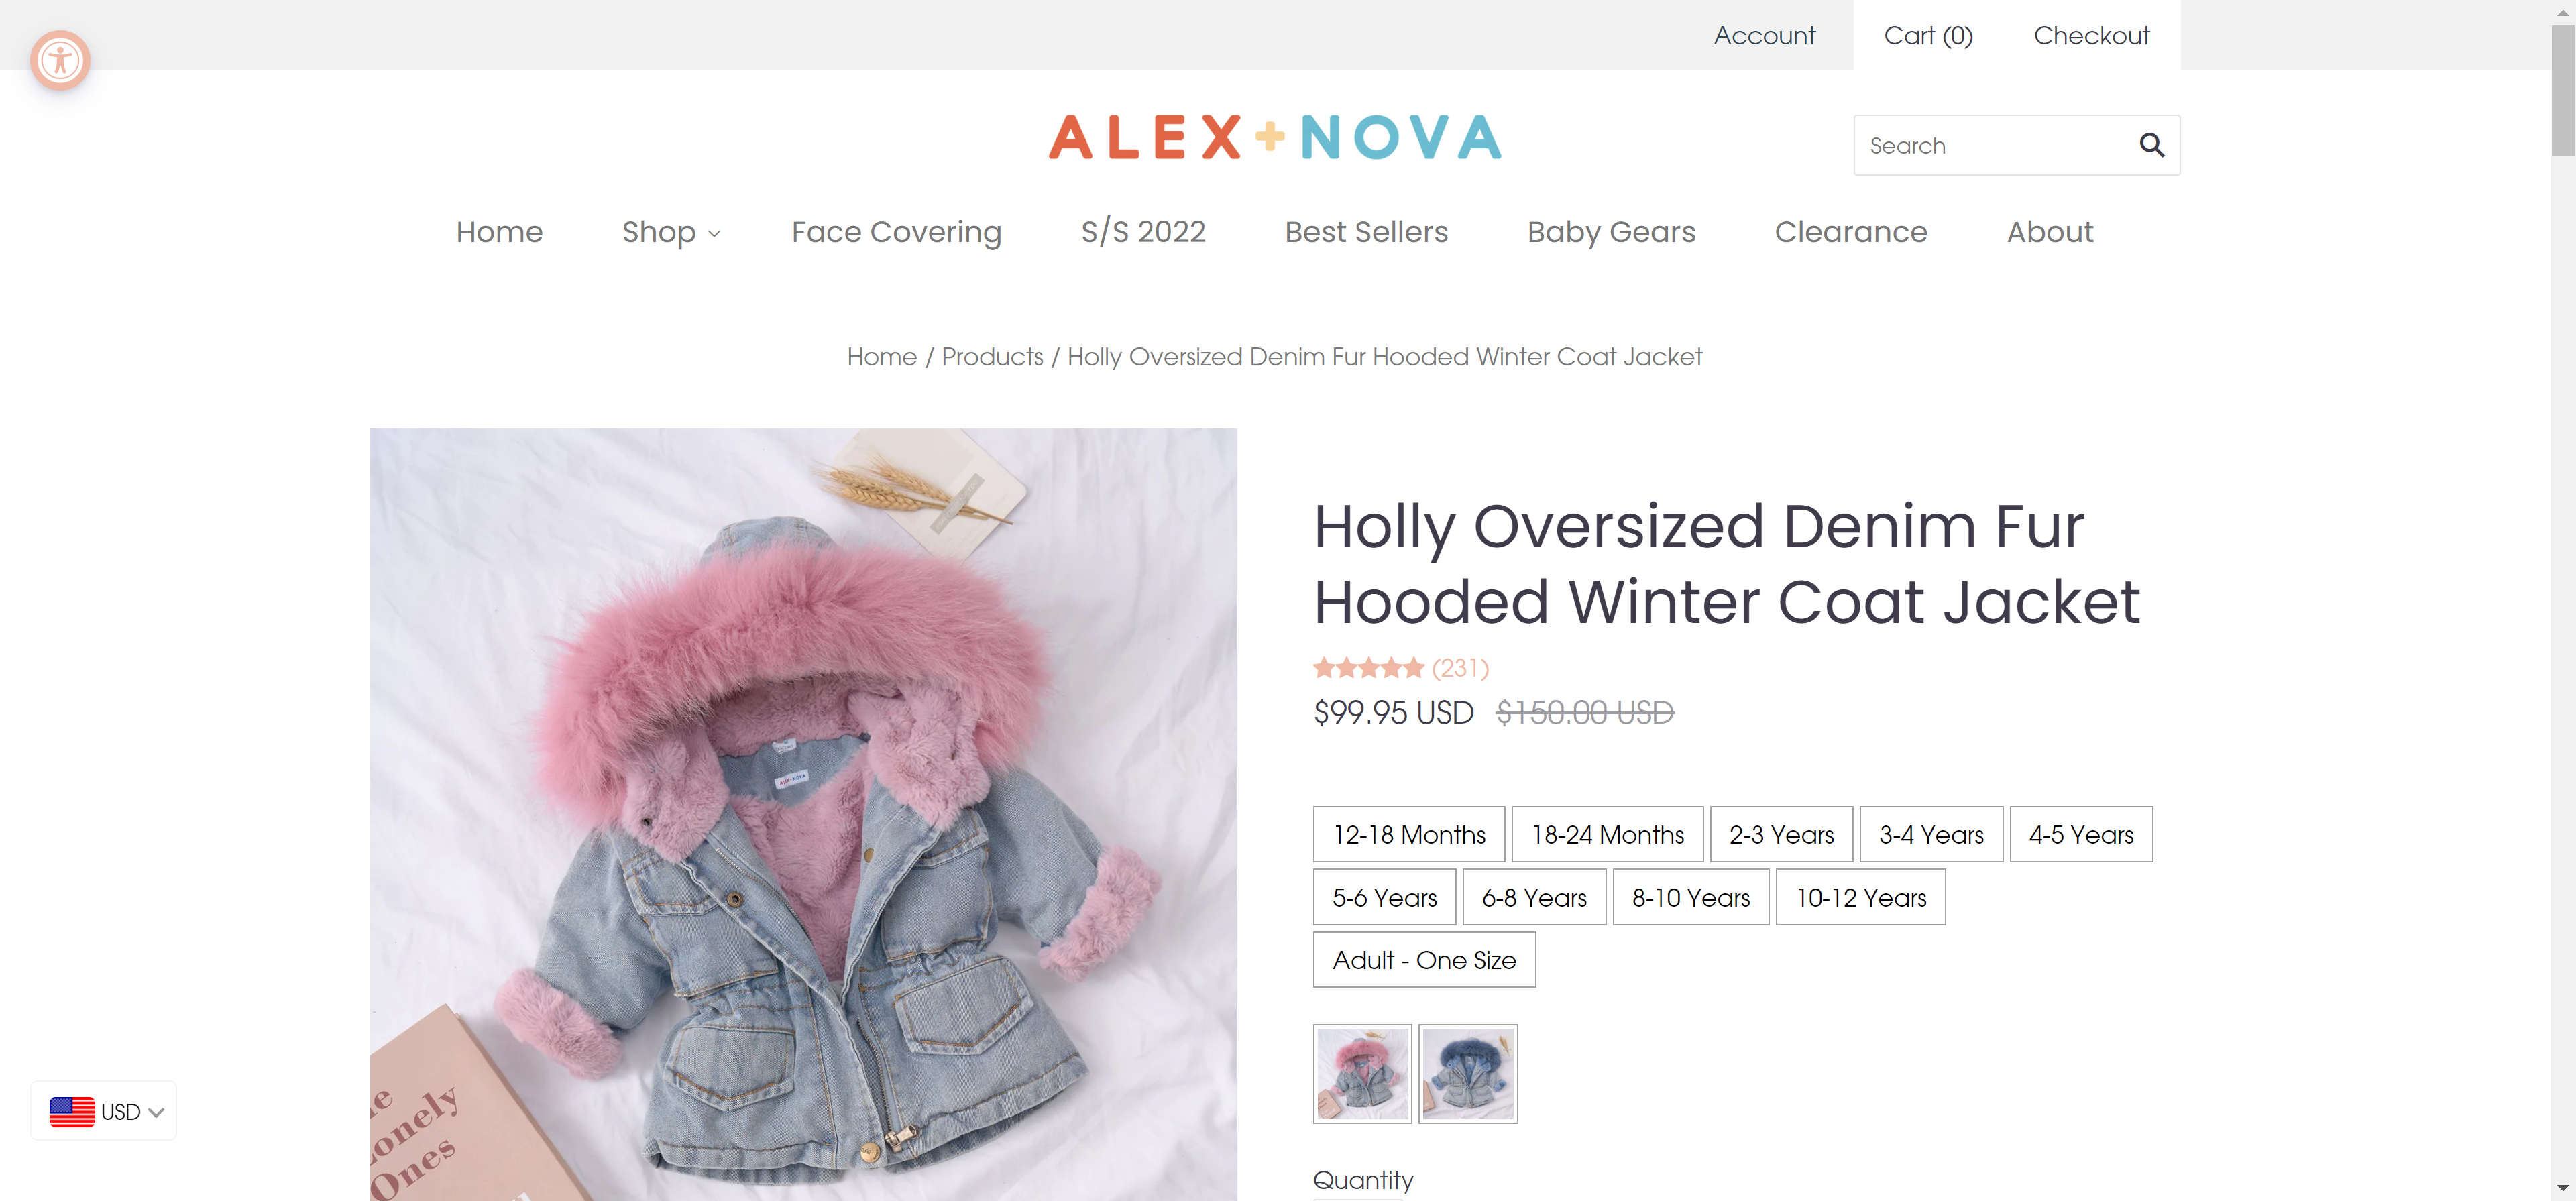 Account
Cart (0)
Checkout
ALEX+NOVA
Search
Home
Shop
Face Covering
S/S 2022
Best Sellers
Baby Gears
Clearance
About
Home / Products / Holly Oversized Denim Fur Hooded Winter Coat Jacket
Holly Oversized Denim Fur
Hooded Winter Coat Jacket
(231)
$99.95 USD $150.00 USD
12-18 Months
18-24 Months
2-3 Years
3-4 Years
4-5 Years
5-6 Years
6-8 Years
8-10 Years
10-12 Years
Adult - One Size
Quantity
ALEX+NOVA
onely
Ones
USD